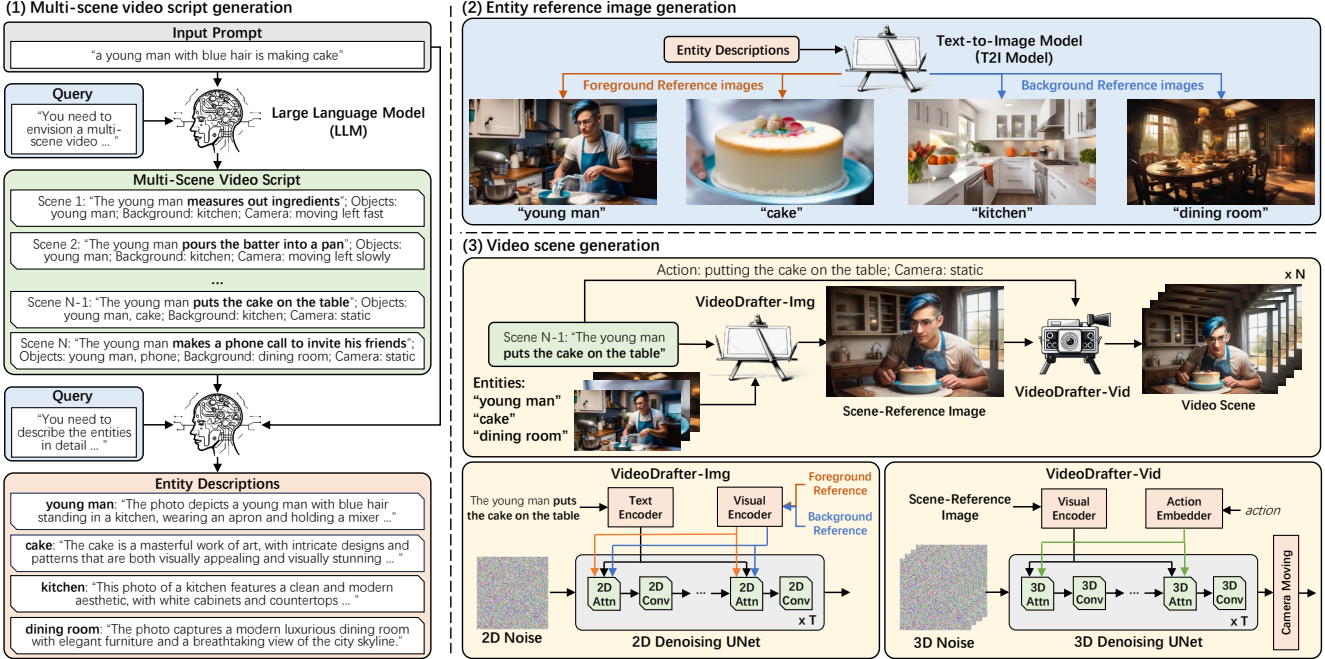 (1) Multi-scene video script generation
Input Prompt
“a young man with blue hair is making cake”
Query
“You need to
envision a multi-
scene video ... ”
Large Language Model
(LLM)
Multi-Scene Video Script
Scene 1: “The young man measures out ingredients”; Objects:
young man; Background: kitchen; Camera: moving left fast
Scene 2: “The young man pours the batter into a pan”; Objects:
young man; Background: kitchen; Camera: moving left slowly
...
Scene N-1: “The young man puts the cake on the table”; Objects:
young man, cake; Background: kitchen; Camera: static
Scene N: “The young man makes a phone call to invite his friends”;
Objects: young man, phone; Background: dining room; Camera: static
Query
“You need to
describe the entities
in detail ... ”
Entity Descriptions
young man: “The photo depicts a young man with blue hair
standing in a kitchen, wearing an apron and holding a mixer ...”
cake: “The cake is a masterful work of art, with intricate designs and
patterns that are both visually appealing and visually stunning ... ”
kitchen: “This photo of a kitchen features a clean and modern
aesthetic, with white cabinets and countertops ... ”
dining room: “The photo captures a modern luxurious dining room
with elegant furniture and a breathtaking view of the city skyline.”
(2) Entity reference image generation
Entity Descriptions
Text-to-Image Model
(T2I Model)
Foreground Reference images
Background Reference images
“young man”
“cake”
“kitchen”
“dining room”
(3) Video scene generation
Action: putting the cake on the table; Camera: static
x N
VideoDrafter-Img
Scene N-1: “The young man
puts the cake on the table”
Entities:
“young man”
“cake”
“dining room”
Scene-Reference Image
VideoDrafter-Vid
Video Scene
VideoDrafter-Img
The young man puts
the cake on the table
Text
Encoder
Visual
Encoder
Foreground
Reference
Background
Reference
2D
Attn
2D
Conv
...
2D
Attn
2D
Conv
x T
2D Noise
2D Denoising UNet
VideoDrafter-Vid
Scene-Reference
Image
Visual
Encoder
Action
Embedder
action
3D
Attn
3D
Conv
...
3D
Attn
3D
Conv
x T
Camera Moving
3D Noise
3D Denoising UNet